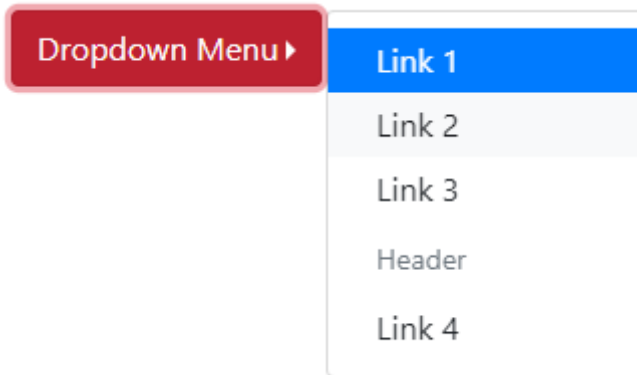 Dropdown Menu
Link 1
Link 2
Link 3
Header
Link 4